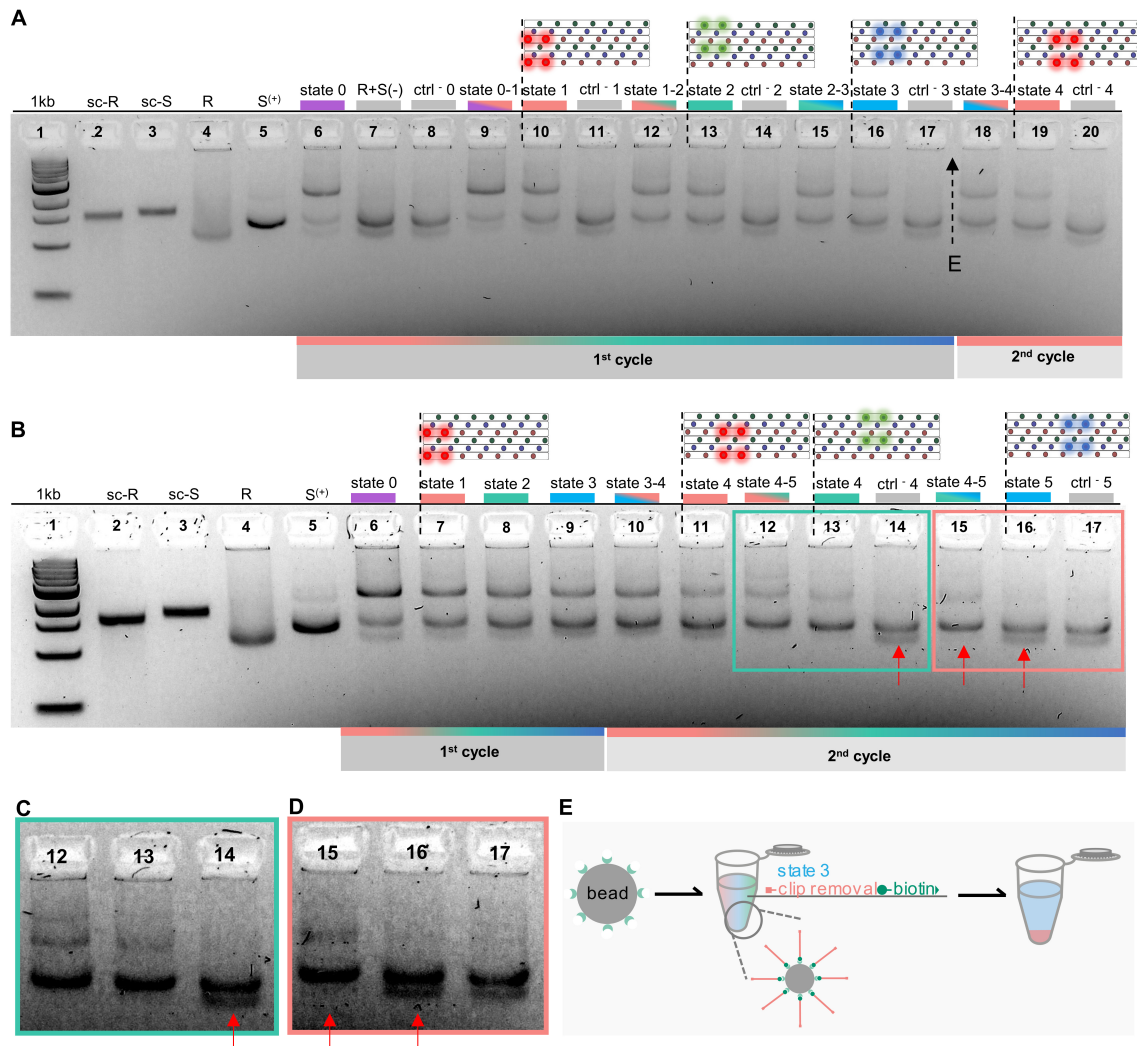 A
state 0 R+S(-) ctrl⁻0 state 0-1 state 1 ctrl⁻1 state 1-2 state 2 ctrl⁻2 state 2-3 state 3 ctrl⁻3 state 3-4 state 4 ctrl⁻4
1kb sc-R sc-S R S(+)
1 2 3 4 5 6 7 8 9 10 11 12 13 14 15 16 17 18 19 20
E
1st cycle 2nd cycle
B
state 0 state 1 state 2 state 3 state 3-4 state 4 state 4-5 state 4 ctrl⁻4 state 4-5 state 5 ctrl⁻5
1kb sc-R sc-S R S(+)
1 2 3 4 5 6 7 8 9 10 11 12 13 14 15 16 17
1st cycle 2nd cycle
C
12 13 14
D
15 16 17
E
bead
state 3
clip removal biotin